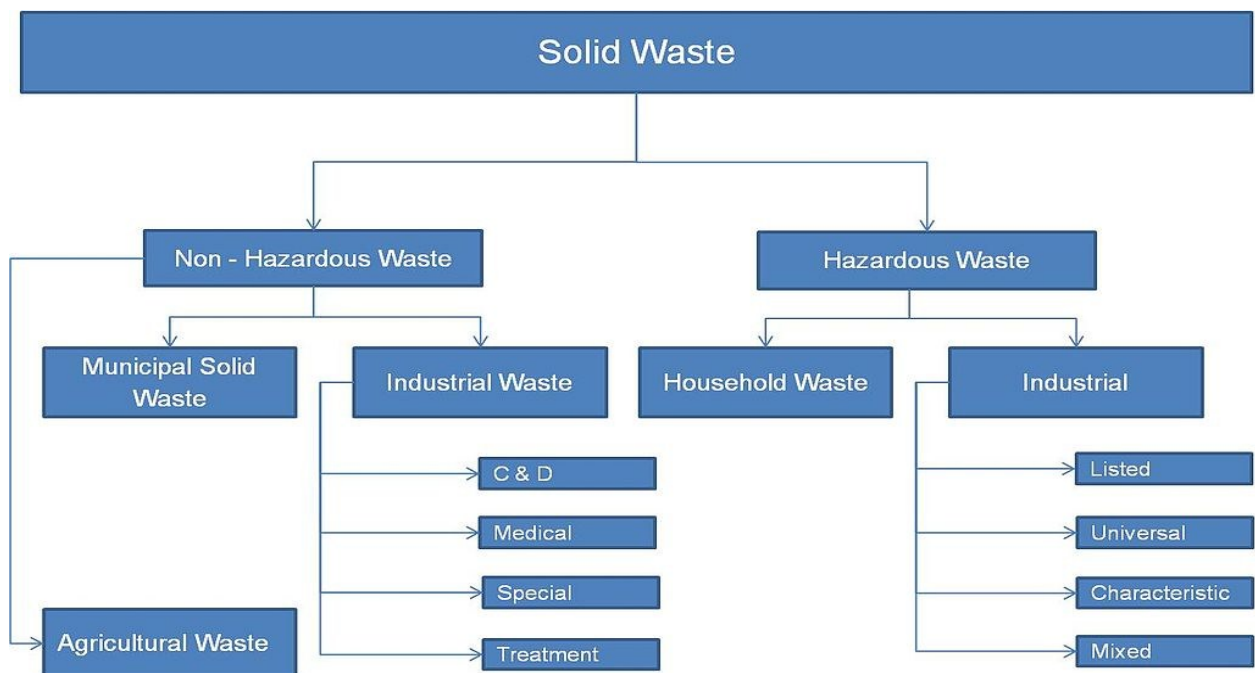 Solid Waste
Non - Hazardous Waste
Hazardous Waste
Municipal Solid
Waste
Industrial Waste
Household Waste
Industrial
C & D
Listed
Medical
Universal
Special
Characteristic
Agricultural Waste
Treatment
Mixed